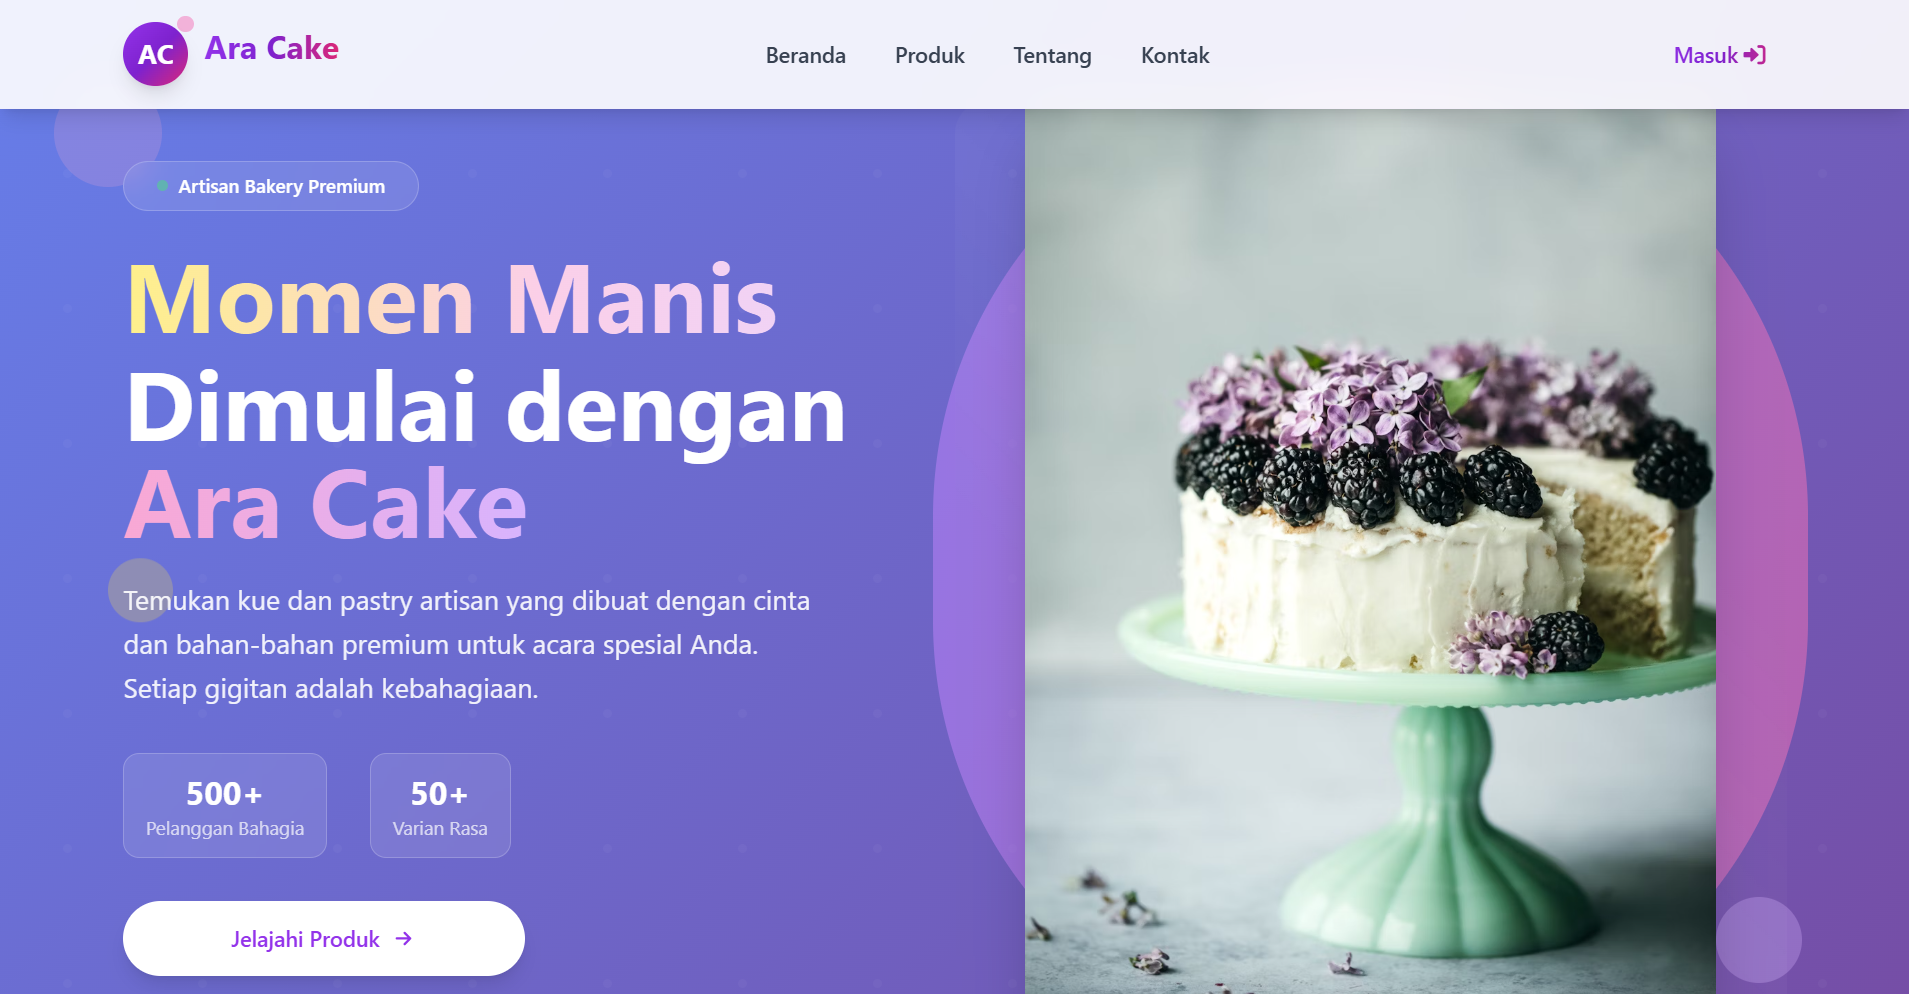 AC
Ara Cake
Beranda
Produk
Tentang
Kontak
Masuk
Artisan Bakery Premium
Momen Manis
Dimulai dengan
Ara Cake
Temukan kue dan pastry artisan yang dibuat dengan cinta
dan bahan-bahan premium untuk acara spesial Anda.
Setiap gigitan adalah kebahagiaan.
500+
Pelanggan Bahagia
50+
Varian Rasa
Jelajahi Produk →